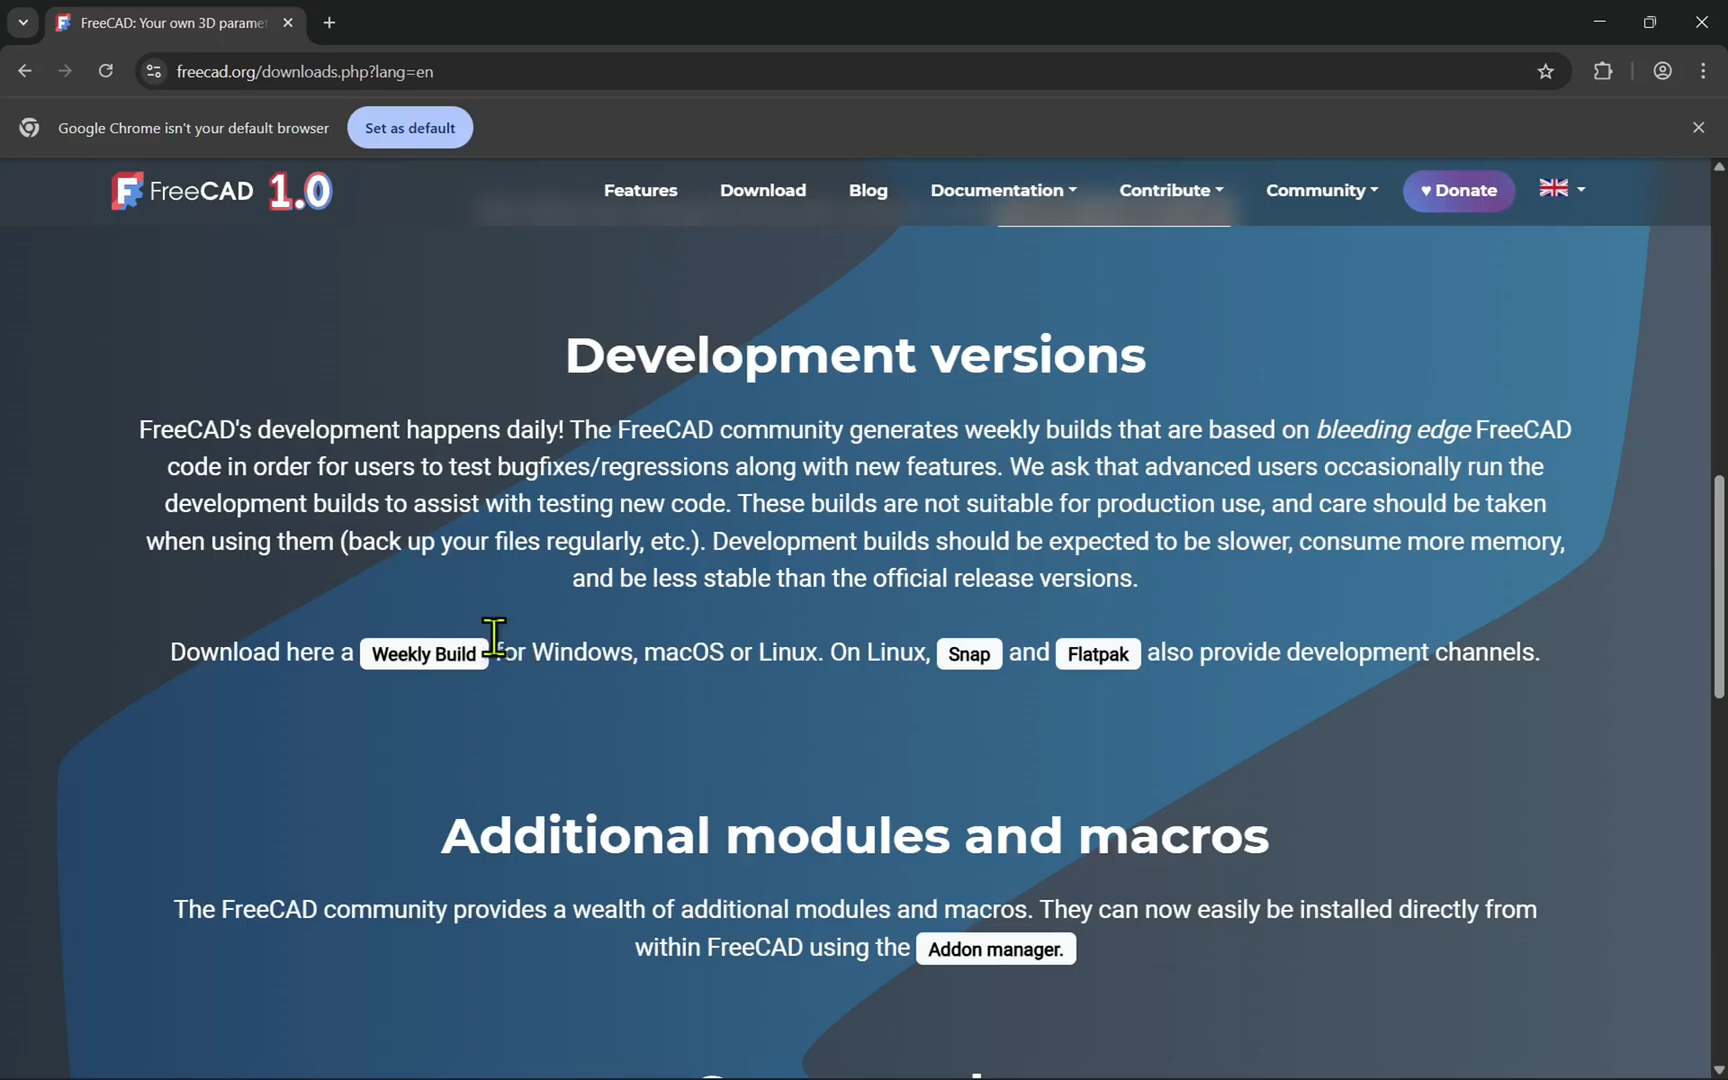 FreeCAD: Your own 3D parame
freecad.org/downloads.php?lang=en
Google Chrome isn't your default browser
Set as default
FreeCAD 1.0
Features
Download
Blog
Documentation
Contribute
Community
♥ Donate
Development versions
FreeCAD's development happens daily! The FreeCAD community generates weekly builds that are based on bleeding edge FreeCAD
code in order for users to test bugfixes/regressions along with new features. We ask that advanced users occasionally run the
development builds to assist with testing new code. These builds are not suitable for production use, and care should be taken
when using them (back up your files regularly, etc.). Development builds should be expected to be slower, consume more memory,
and be less stable than the official release versions.
Download here a Weekly Build for Windows, macOS or Linux. On Linux, Snap and Flatpak also provide development channels.
Additional modules and macros
The FreeCAD community provides a wealth of additional modules and macros. They can now easily be installed directly from
within FreeCAD using the Addon manager.